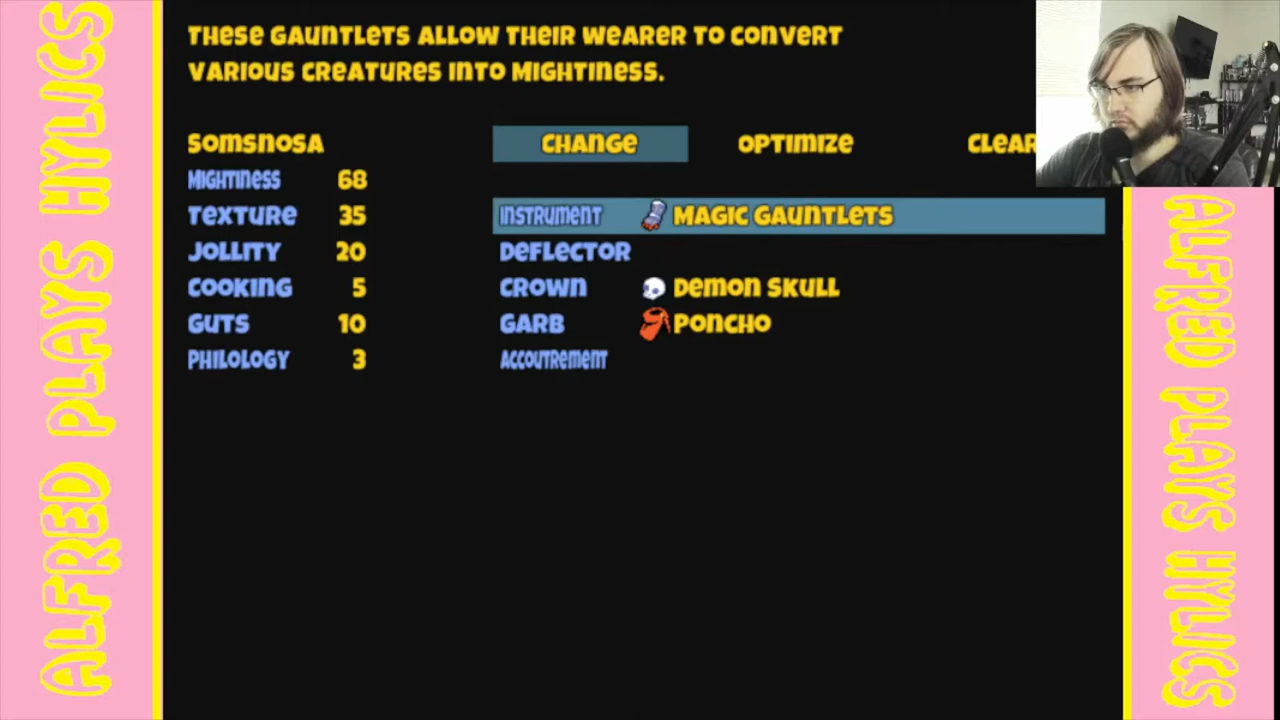 ALFRED PLAYS HYLICS
THESE GAUNTLETS ALLOW THEIR WEARER TO CONVERT
VARIOUS CREATURES INTO MIGHTINESS.
SOMSNOSA
CHANGE
OPTIMIZE
CLEAR
MIGHTINESS 68
TEXTURE 35
JOLLITY 20
COOKING 5
GUTS 10
PHILOLOGY 3
INSTRUMENT MAGIC GAUNTLETS
DEFLECTOR
CROWN DEMON SKULL
GARB PONCHO
ACCOUTREMENT
ALFRED PLAYS HYLICS